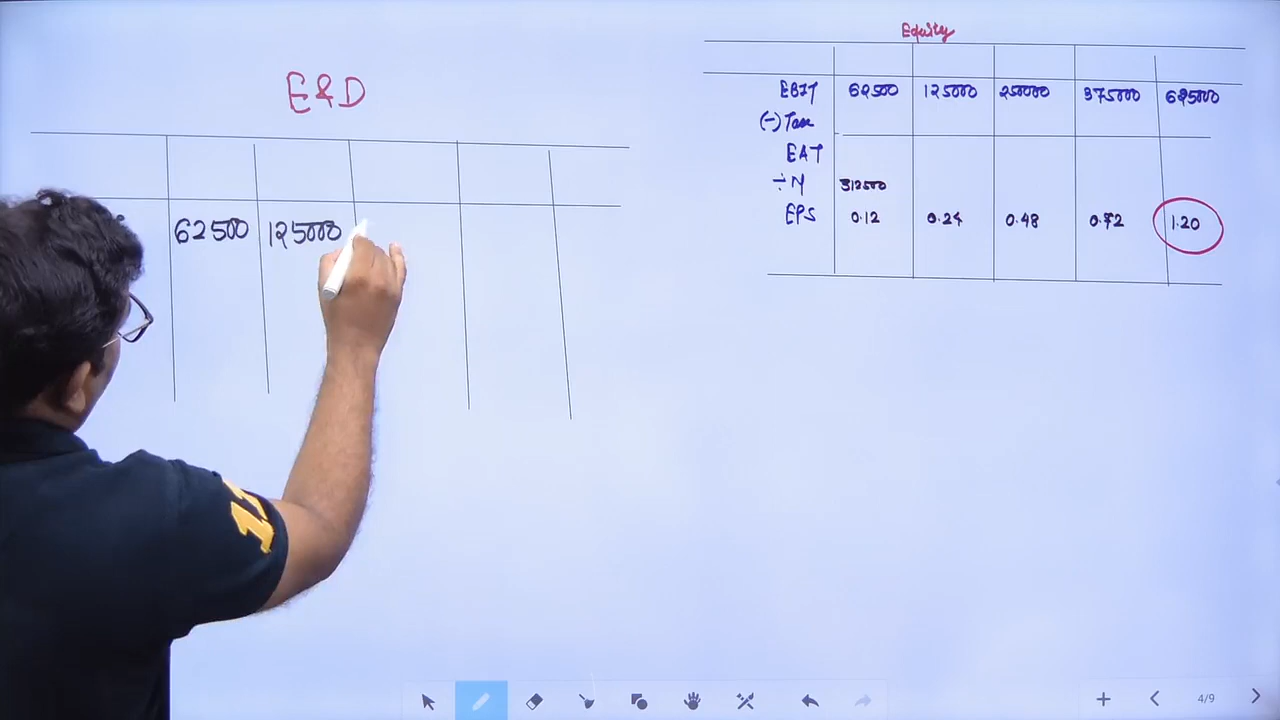 E&D
62500 125000
Equity
EBIT 62500 125000 250000 375000 625000
(-) Tax
EAT
÷N 312500
EPS 0.12 0.24 0.48 0.72 1.20
4/9